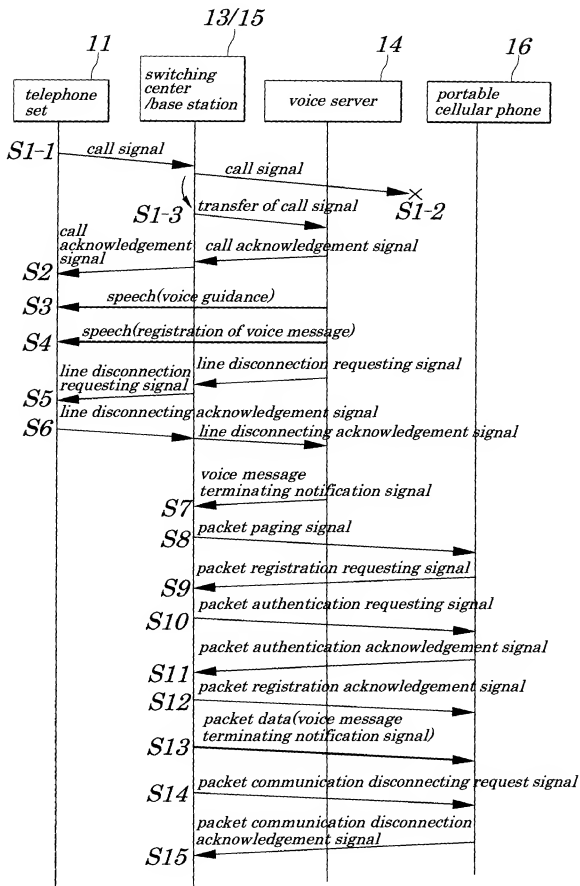 11
13/15
14
16
telephone
set
switching
center
/base station
voice server
portable
cellular phone
S1-1
call signal
call signal
S1-2
S1-3
transfer of call signal
call
acknowledgement
signal
call acknowledgement signal
S2
speech(voice guidance)
S3
speech(registration of voice message)
S4
line disconnection
requesting signal
line disconnection requesting signal
S5
line disconnecting acknowledgement signal
S6
line disconnecting acknowledgement signal
voice message
terminating notification signal
S7
packet paging signal
S8
packet registration requesting signal
S9
packet authentication requesting signal
S10
packet authentication acknowledgement signal
S11
packet registration acknowledgement signal
S12
packet data(voice message
terminating notification signal)
S13
packet communication disconnecting request signal
S14
packet communication disconnection
acknowledgement signal
S15